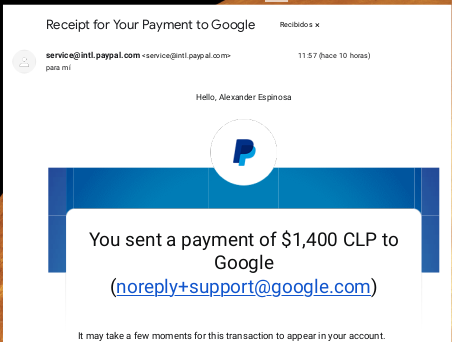 Receipt for Your Payment to Google Recibidos ×
service@intl.paypal.com <service@intl.paypal.com> 11:57 (hace 10 horas)
para mí
Hello, Alexander Espinosa
You sent a payment of $1,400 CLP to
Google
(noreply+support@google.com)
It may take a few moments for this transaction to appear in your account.